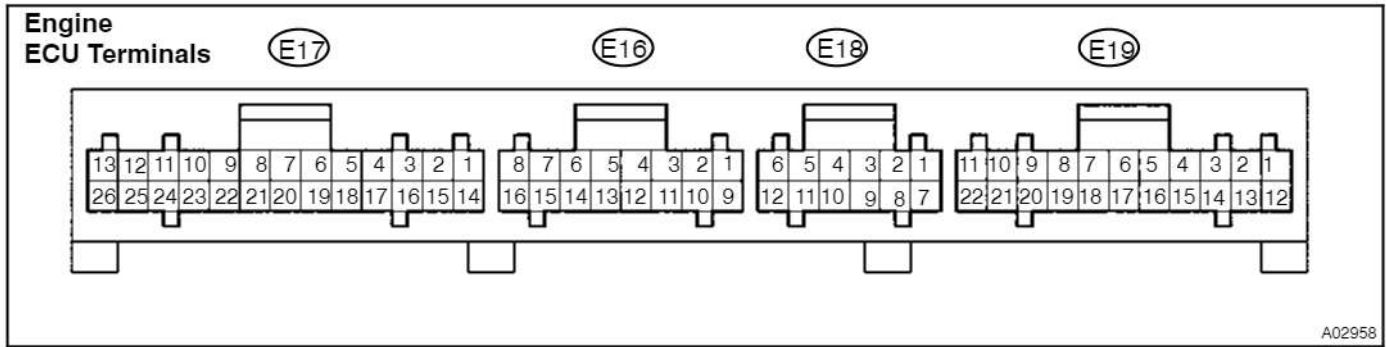 Engine
ECU Terminals
E17 E16 E18 E19
13 12 11 10 9 8 7 6 5 4 3 2 1 8 7 6 5 4 3 2 1 6 5 4 3 2 1 11 10 9 8 7 6 5 4 3 2 1
26 25 24 23 22 21 20 19 18 17 16 15 14 16 15 14 13 12 11 10 9 12 11 10 9 8 7 22 21 20 19 18 17 16 15 14 13 12
A02958